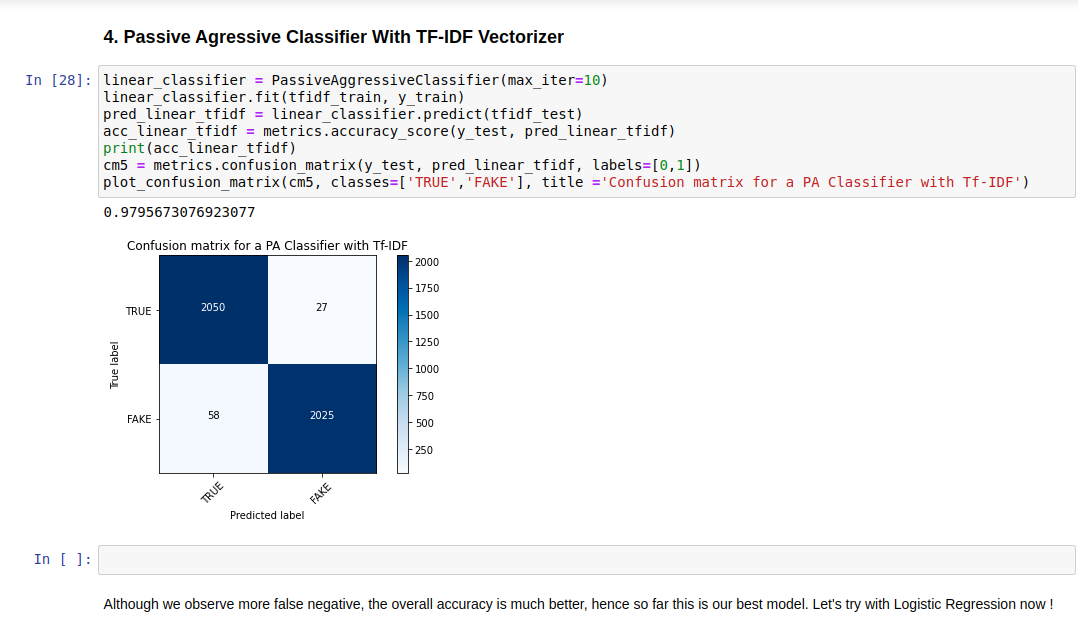 4. Passive Agressive Classifier With TF-IDF Vectorizer
In [28]:
linear_classifier = PassiveAggressiveClassifier(max_iter=10)
linear_classifier.fit(tfidf_train, y_train)
pred_linear_tfidf = linear_classifier.predict(tfidf_test)
acc_linear_tfidf = metrics.accuracy_score(y_test, pred_linear_tfidf)
print(acc_linear_tfidf)
cm5 = metrics.confusion_matrix(y_test, pred_linear_tfidf, labels=[0,1])
plot_confusion_matrix(cm5, classes=['TRUE','FAKE'], title ='Confusion matrix for a PA Classifier with Tf-IDF')
0.9795673076923077
Confusion matrix for a PA Classifier with Tf-IDF
True label
TRUE
2050
27
FAKE
58
2025
TRUE
FAKE
Predicted label
2000
1750
1500
1250
1000
750
500
250
In [ ]:
Although we observe more false negative, the overall accuracy is much better, hence so far this is our best model. Let's try with Logistic Regression now !